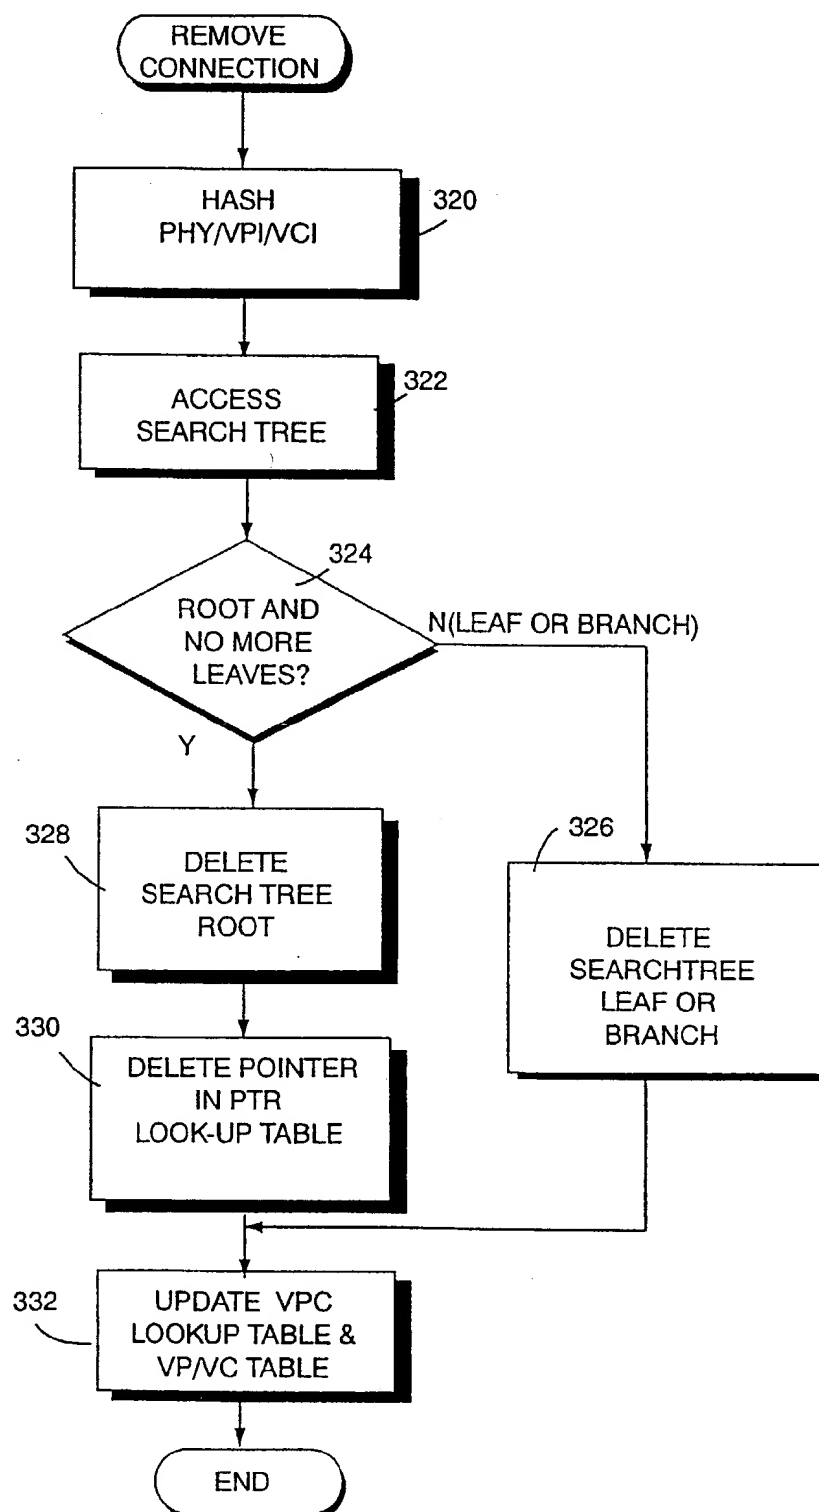 REMOVE
CONNECTION
HASH
PHY/VPI/VCI
320
ACCESS
SEARCH TREE
322
324
ROOT AND
NO MORE
LEAVES?
N(LEAF OR BRANCH)
Y
328
DELETE
SEARCH TREE
ROOT
326
DELETE
SEARCHTREE
LEAF OR
BRANCH
330
DELETE POINTER
IN PTR
LOOK-UP TABLE
332
UPDATE VPC
LOOKUP TABLE &
VP/VC TABLE
END